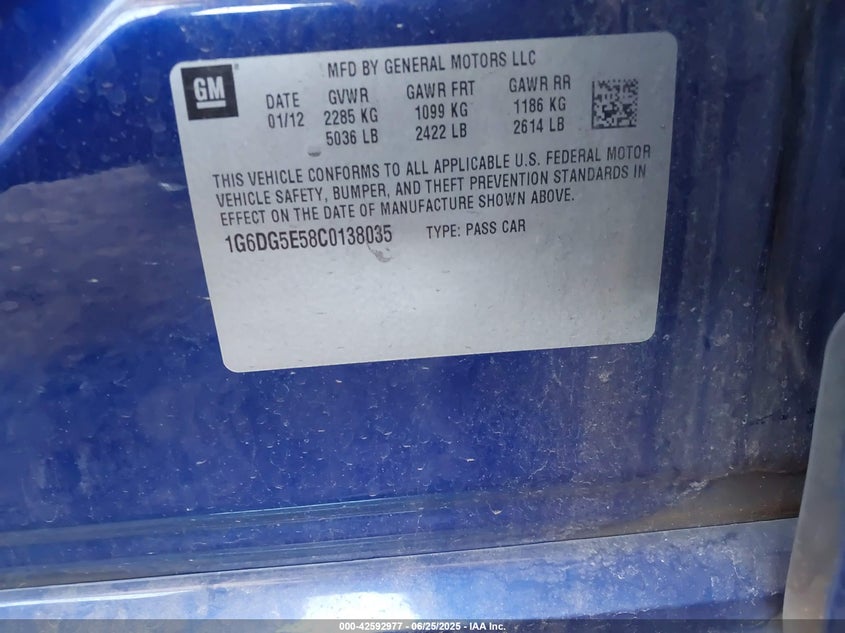 GM
MFD BY GENERAL MOTORS LLC
DATE GVWR GAWR FRT GAWR RR
01/12 2285 KG 1099 KG 1186 KG
5036 LB 2422 LB 2614 LB
THIS VEHICLE CONFORMS TO ALL APPLICABLE U.S. FEDERAL MOTOR
VEHICLE SAFETY, BUMPER, AND THEFT PREVENTION STANDARDS IN
EFFECT ON THE DATE OF MANUFACTURE SHOWN ABOVE.
1G6DG5E58C0138035 TYPE: PASS CAR
000-42592977 - 06/25/2025 - IAA Inc.